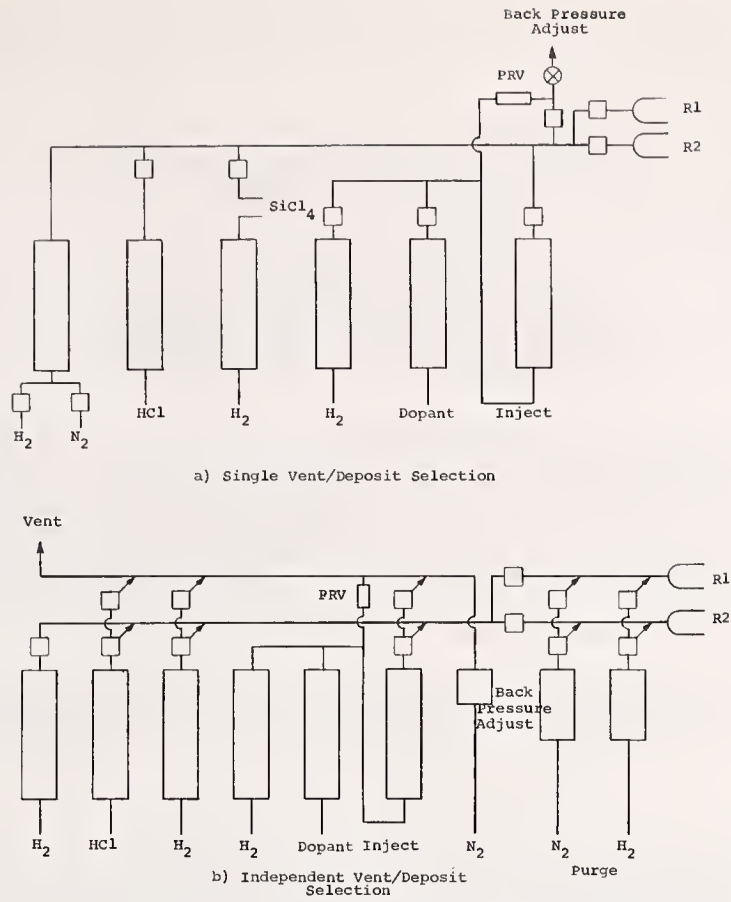 Back Pressure
Adjust
PRV
R1
R2
SiCl4
HCl
H2
H2
Dopant
Inject
H2
N2
a) Single Vent/Deposit Selection
Vent
PRV
R1
R2
Back
Pressure
Adjust
H2
HCl
H2
H2
Dopant
Inject
N2
N2
H2
Purge
b) Independent Vent/Deposit
Selection